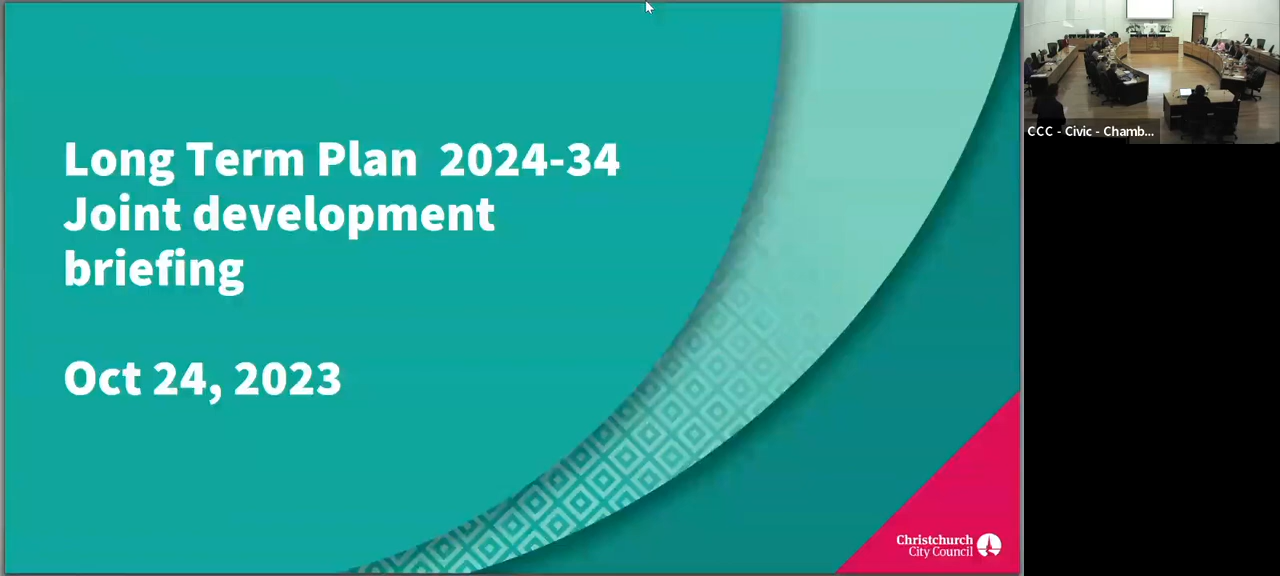 Long Term Plan 2024-34
Joint development
briefing
Oct 24, 2023
Christchurch
City Council
CCC - Civic - Chamb...